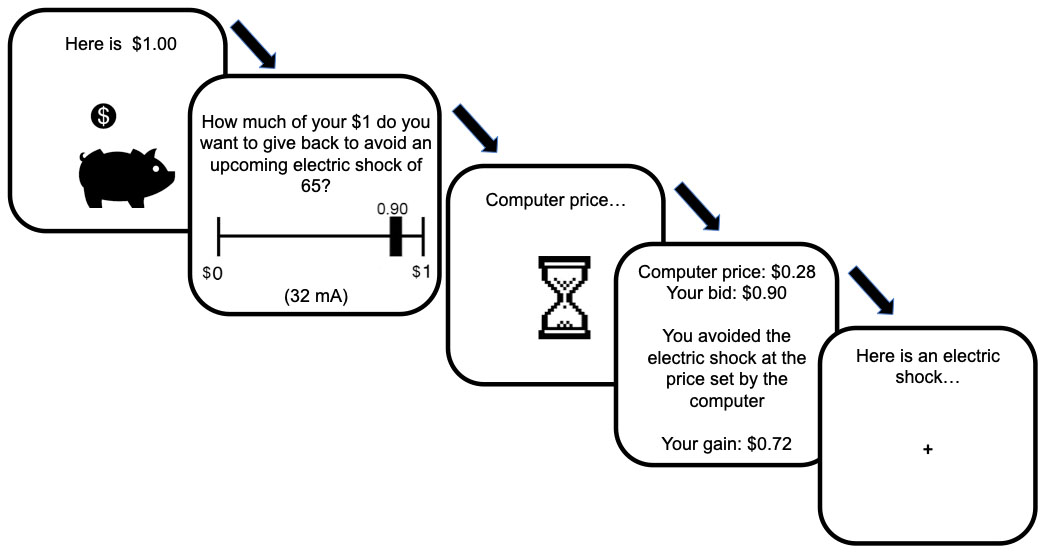 Here is $1.00
$
How much of your $1 do you
want to give back to avoid an
upcoming electric shock of
65?
0.90
$0
$1
(32 mA)
Computer price…
Computer price: $0.28
Your bid: $0.90
You avoided the
electric shock at the
price set by the
computer
Your gain: $0.72
Here is an electric
shock…
+